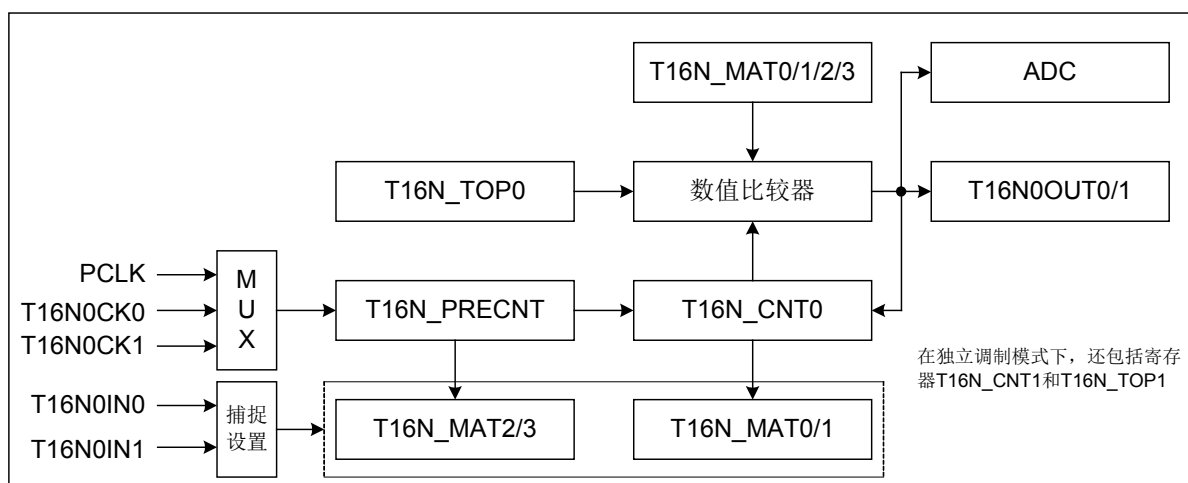 T16N_MAT0/1/2/3
ADC
T16N_TOP0
数值比较器
T16N0OUT0/1
PCLK
T16N0CK0
T16N0CK1
M
U
X
T16N_PRECNT
T16N_CNT0
在独立调制模式下，还包括寄存
器T16N_CNT1和T16N_TOP1
T16N0IN0
T16N0IN1
捕捉
设置
T16N_MAT2/3
T16N_MAT0/1